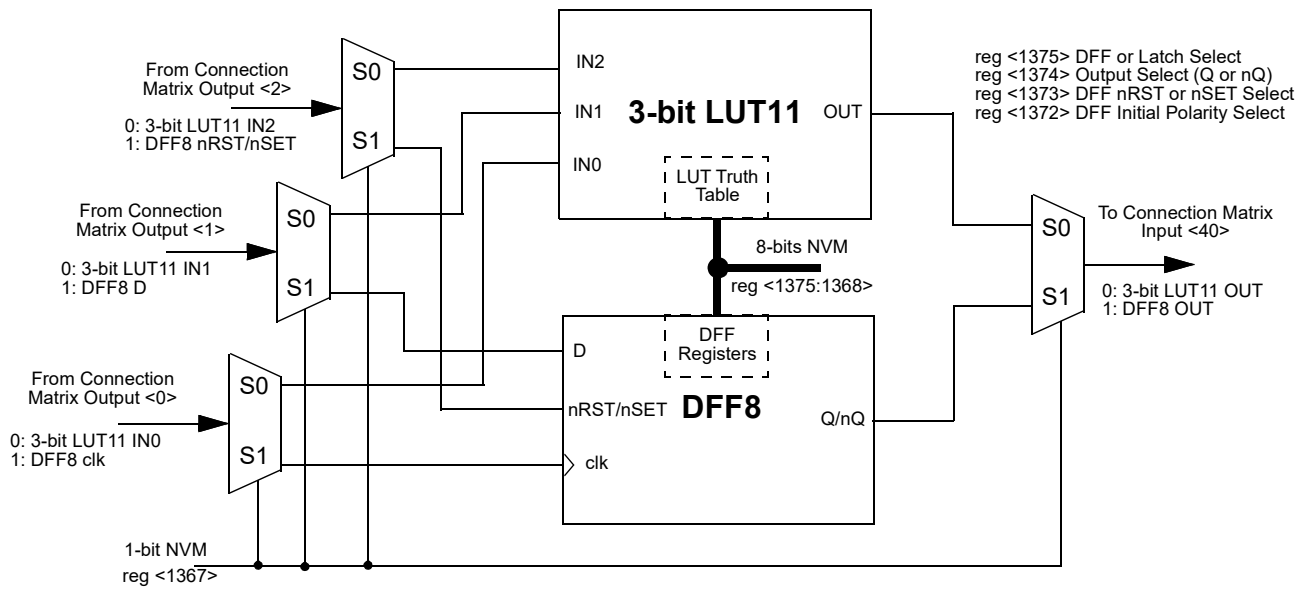 From Connection
Matrix Output <2>
0: 3-bit LUT11 IN2
1: DFF8 nRST/nSET
S0
S1
From Connection
Matrix Output <1>
0: 3-bit LUT11 IN1
1: DFF8 D
S0
S1
From Connection
Matrix Output <0>
0: 3-bit LUT11 IN0
1: DFF8 clk
S0
S1
1-bit NVM
reg <1367>
IN2
IN1
IN0
3-bit LUT11
OUT
LUT Truth
Table
8-bits NVM
reg <1375:1368>
DFF
Registers
D
nRST/nSET
DFF8
Q/nQ
clk
reg <1375> DFF or Latch Select
reg <1374> Output Select (Q or nQ)
reg <1373> DFF nRST or nSET Select
reg <1372> DFF Initial Polarity Select
S0
S1
To Connection Matrix
Input <40>
0: 3-bit LUT11 OUT
1: DFF8 OUT